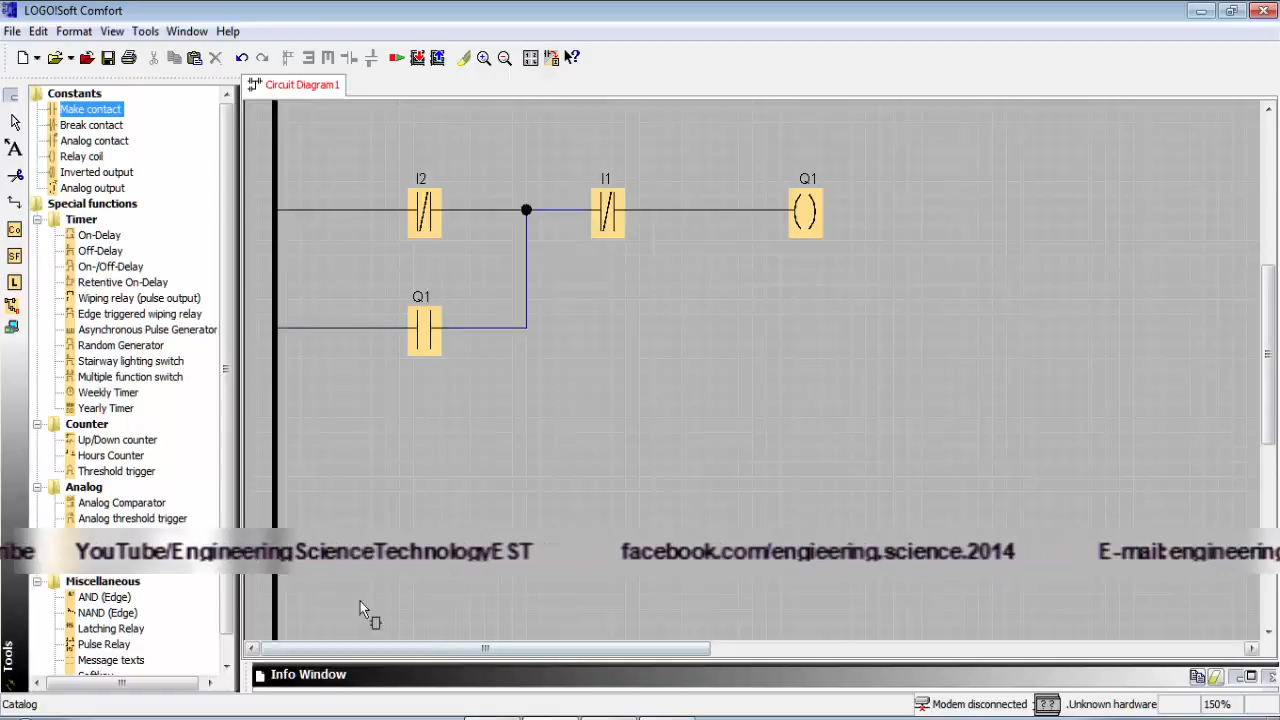 LOGO!Soft Comfort
File Edit Format View Tools Window Help
Circuit Diagram1
Constants
Make contact
Break contact
Analog contact
Relay coil
Inverted output
Analog output
Special functions
Timer
On-Delay
Off-Delay
On-/Off-Delay
Retentive On-Delay
Wiping relay (pulse output)
Edge triggered wiping relay
Asynchronous Pulse Generator
Random Generator
Stairway lighting switch
Multiple function switch
Weekly Timer
Yearly Timer
Counter
Up/Down counter
Hours Counter
Threshold trigger
Analog
Analog Comparator
Analog threshold trigger
Miscellaneous
AND (Edge)
NAND (Edge)
Latching Relay
Pulse Relay
Message texts
Co
SF
L
Tools
I2 I1 Q1
Q1
ibe YouTube/EngineeringScienceTechnologyEST facebook.com/engieering.science.2014 E-mail:engineering
Info Window
Catalog
Modem disconnected
? ?
.Unknown hardware
150%